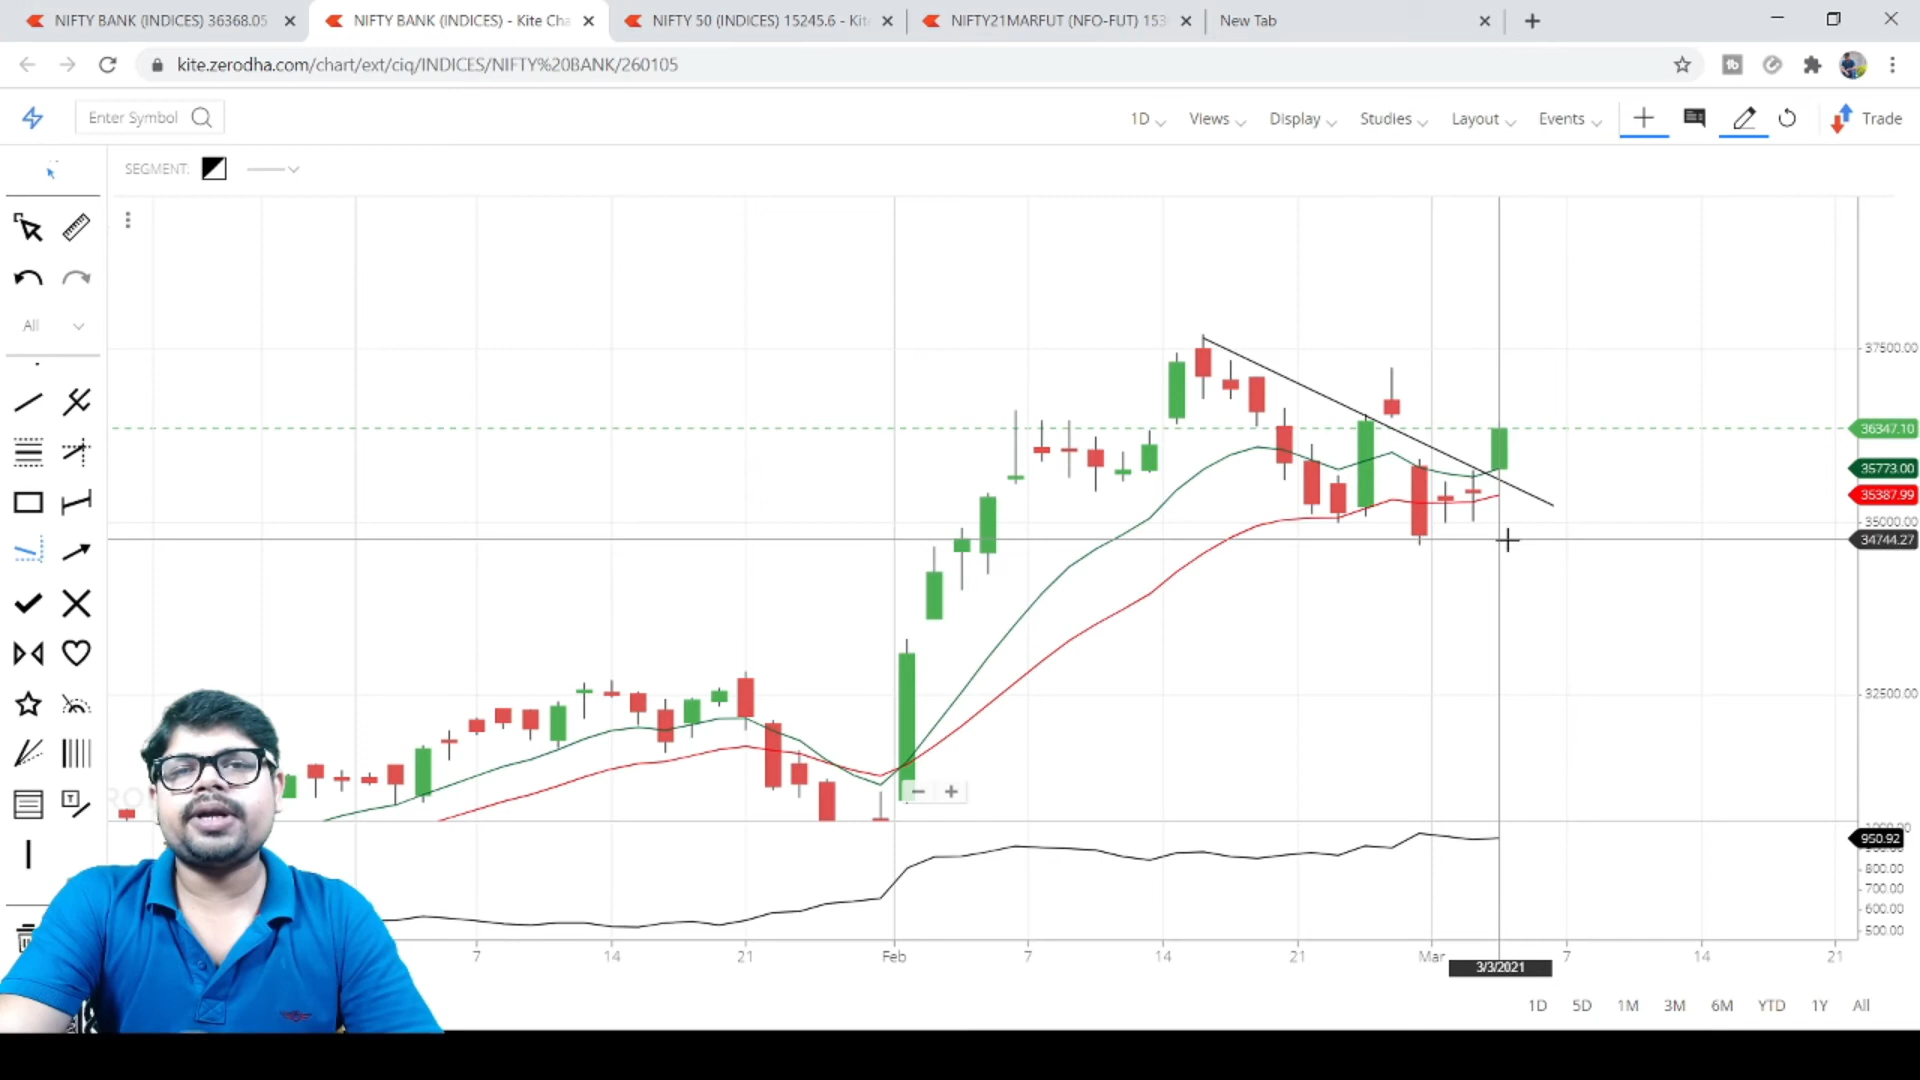 NIFTY BANK (INDICES) 36368.05
NIFTY BANK (INDICES) - Kite Cha
NIFTY 50 (INDICES) 15245.6 - Kit
NIFTY21MARFUT (NFO-FUT) 153
New Tab
kite.zerodha.com/chart/ext/ciq/INDICES/NIFTY%20BANK/260105
Enter Symbol
1D
Views
Display
Studies
Layout
Events
Trade
SEGMENT:
All
37500.00
36347.10
35773.00
35387.99
35000.00
34744.27
32500.00
950.92
800.00
700.00
600.00
500.00
7
14
21
Feb
7
14
21
Mar
7
14
21
3/3/2021
1D
5D
1M
3M
6M
YTD
1Y
All